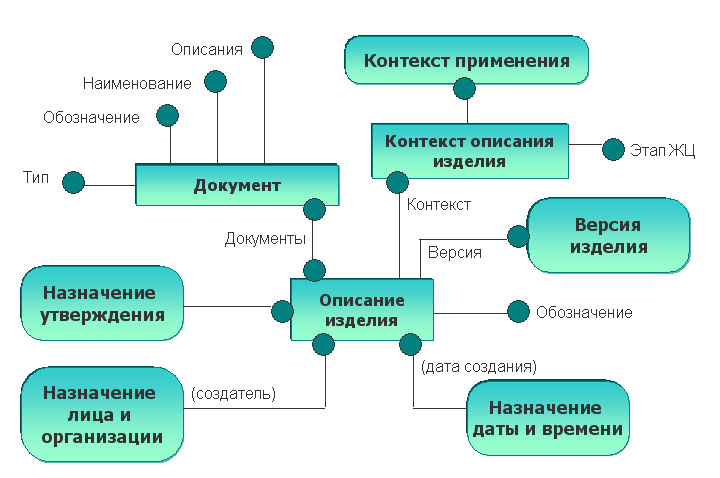 Описания
Наименование
Обозначение
Тип
Документ
Контекст применения
Контекст описания
изделия
Этап ЖЦ
Контекст
Документы
Версия
изделия
Версия
Назначение
утверждения
Описание
изделия
Обозначение
(дата создания)
Назначение
лица и
организации
(создатель)
Назначение
даты и времени